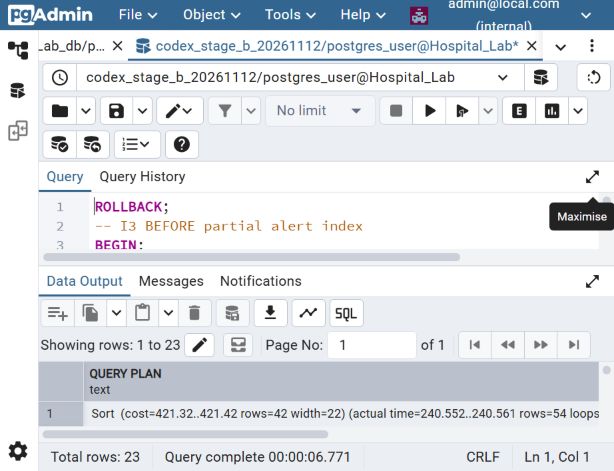 pgAdmin File Object Tools Help admin@local.com
(internal)
_ab_db/p... codex_stage_b_20261112/postgres_user@Hospital_Lab*
codex_stage_b_20261112/postgres_user@Hospital_Lab
No limit
E
Query Query History
Maximise
1 ROLLBACK;
2 -- I3 BEFORE partial alert index
3 BEGIN;
Data Output Messages Notifications
SQL
Showing rows: 1 to 23 Page No: 1 of 1
QUERY PLAN
text
1 Sort (cost=421.32..421.42 rows=42 width=22) (actual time=240.552..240.561 rows=54 loops
Total rows: 23 Query complete 00:00:06.771 CRLF Ln 1, Col 1